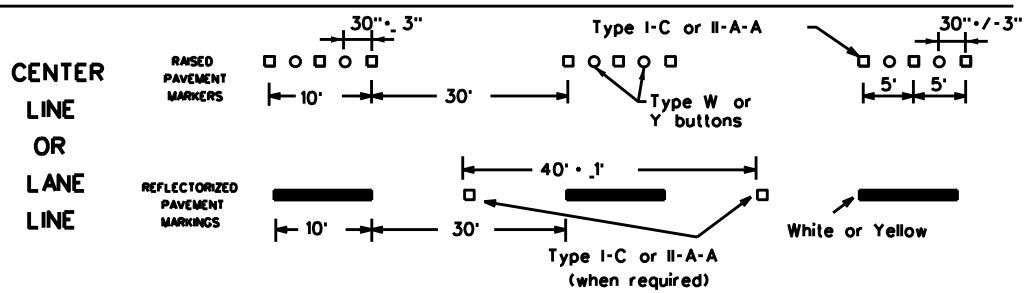 30"•_ 3"
Type I-C or II-A-A
30"•/-3"
CENTER
LINE
OR
LANE
LINE
RAISED
PAVEMENT
MARKERS
10'
30'
Type W or
Y buttons
5'
5'
40' • _1'
REFLECTORIZED
PAVEMENT
MARKINGS
10'
30'
Type I-C or II-A-A
(when required)
White or Yellow